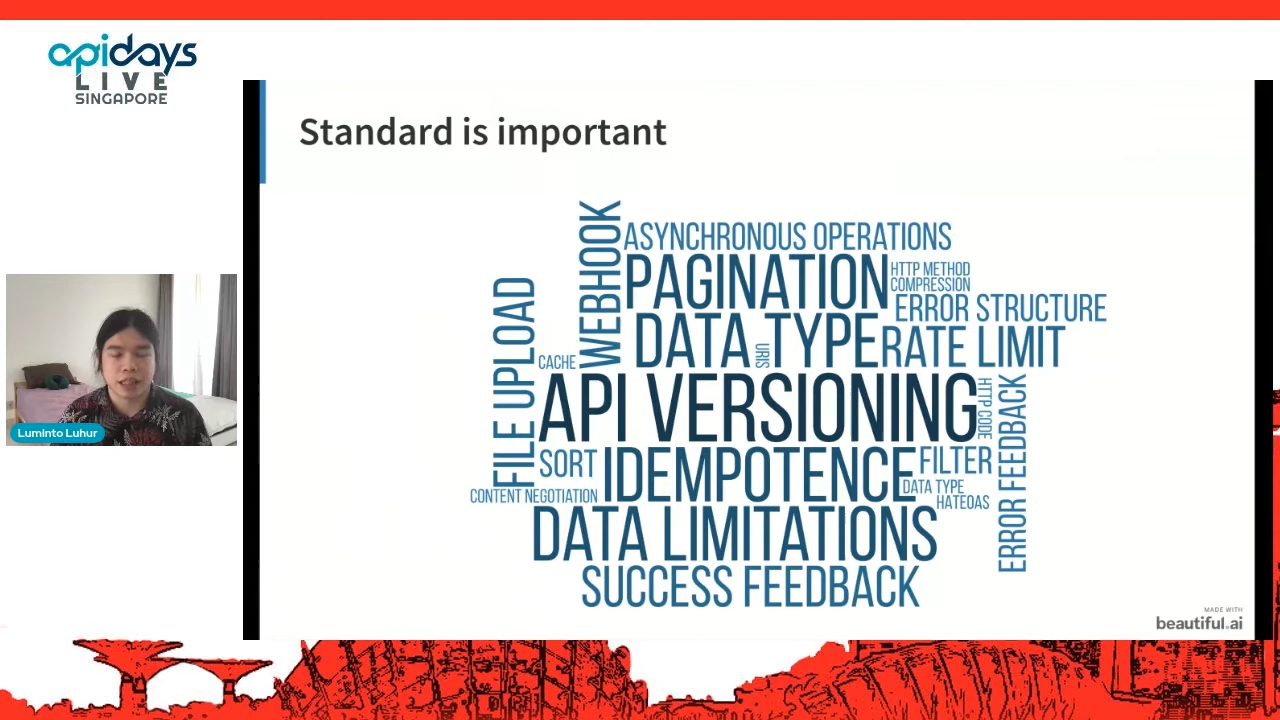 apidays
LIVE
SINGAPORE
Standard is important
WEBHOOK
ASYNCHRONOUS OPERATIONS
PAGINATION
HTTP METHOD
COMPRESSION
ERROR STRUCTURE
FILE UPLOAD
DATA TYPE
URIS
RATE LIMIT
CACHE
API VERSIONING
HTTP CODE
ERROR FEEDBACK
SORT
IDEMPOTENCE
FILTER
CONTENT NEGOTIATION
DATA TYPE
HATEOAS
DATA LIMITATIONS
SUCCESS FEEDBACK
Luminto Luhur
MADE WITH
beautiful.ai